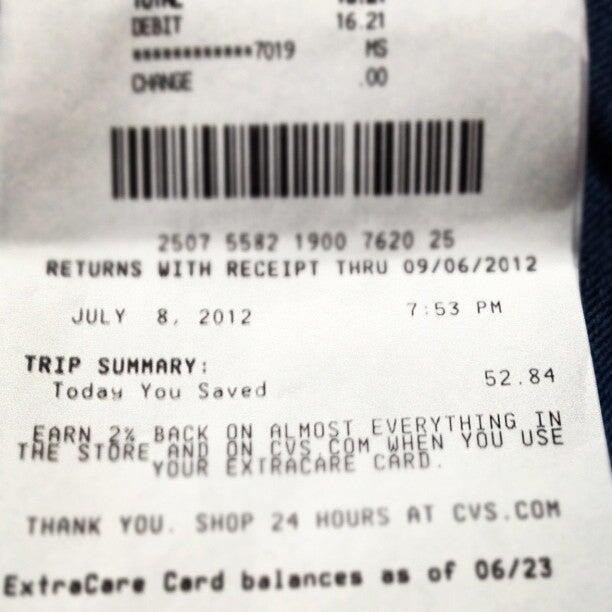 TOTAL 16.21
DEBIT 16.21
************7019 MS
CHANGE .00
2507 5582 1900 7620 25
RETURNS WITH RECEIPT THRU 09/06/2012
JULY 8, 2012 7:53 PM
TRIP SUMMARY:
Today You Saved 52.84
EARN 2% BACK ON ALMOST EVERYTHING IN
THE STORE AND ON CVS.COM WHEN YOU USE
YOUR EXTRACARE CARD.
THANK YOU. SHOP 24 HOURS AT CVS.COM
ExtraCare Card balances as of 06/23